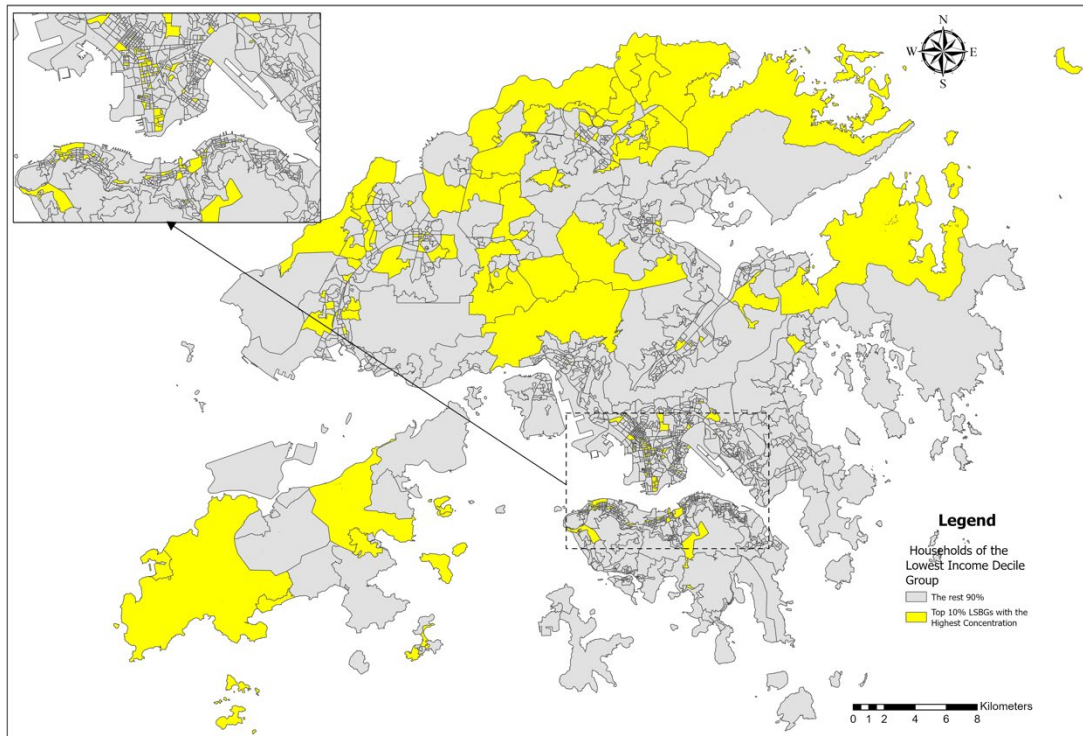 N
W
E
S
Legend
Households of the
Lowest Income Decile
Group
The rest 90%
Top 10% LSBGs with the
Highest Concentration
Kilometers
0 1 2 4 6 8